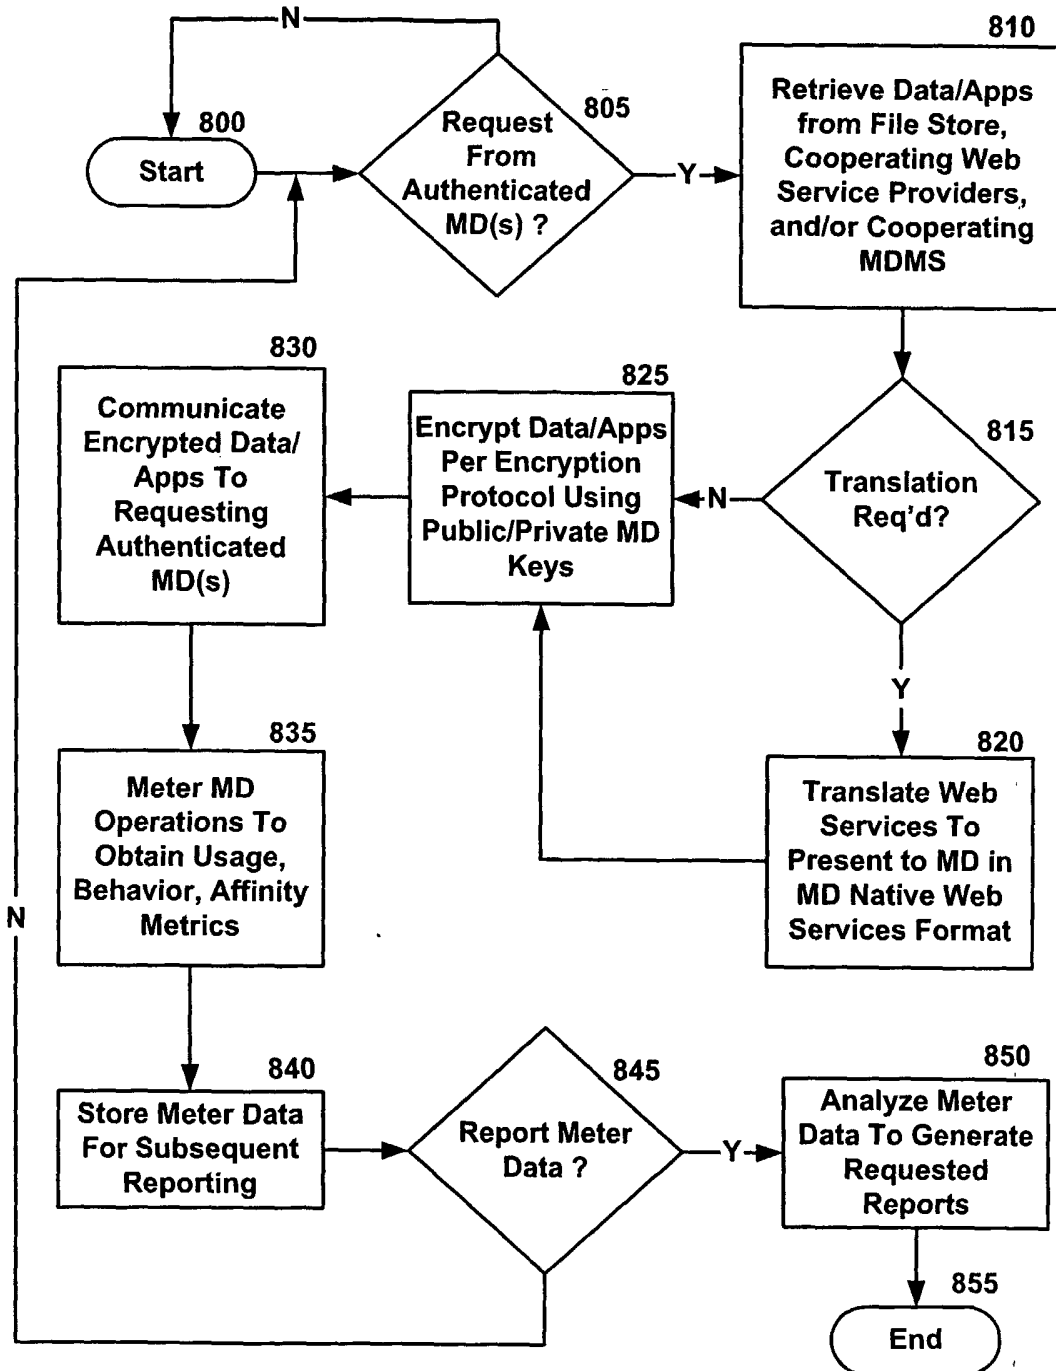 N
800
Start
805
Request
From
Authenticated
MD(s) ?
Y
810
Retrieve Data/Apps
from File Store,
Cooperating Web
Service Providers,
and/or Cooperating
MDMS
815
Translation
Req'd?
N
Y
820
Translate Web
Services To
Present to MD in
MD Native Web
Services Format
825
Encrypt Data/Apps
Per Encryption
Protocol Using
Public/Private MD
Keys
830
Communicate
Encrypted Data/
Apps To
Requesting
Authenticated
MD(s)
835
Meter MD
Operations To
Obtain Usage,
Behavior, Affinity
Metrics
840
Store Meter Data
For Subsequent
Reporting
845
Report Meter
Data ?
N
Y
850
Analyze Meter
Data To Generate
Requested
Reports
855
End